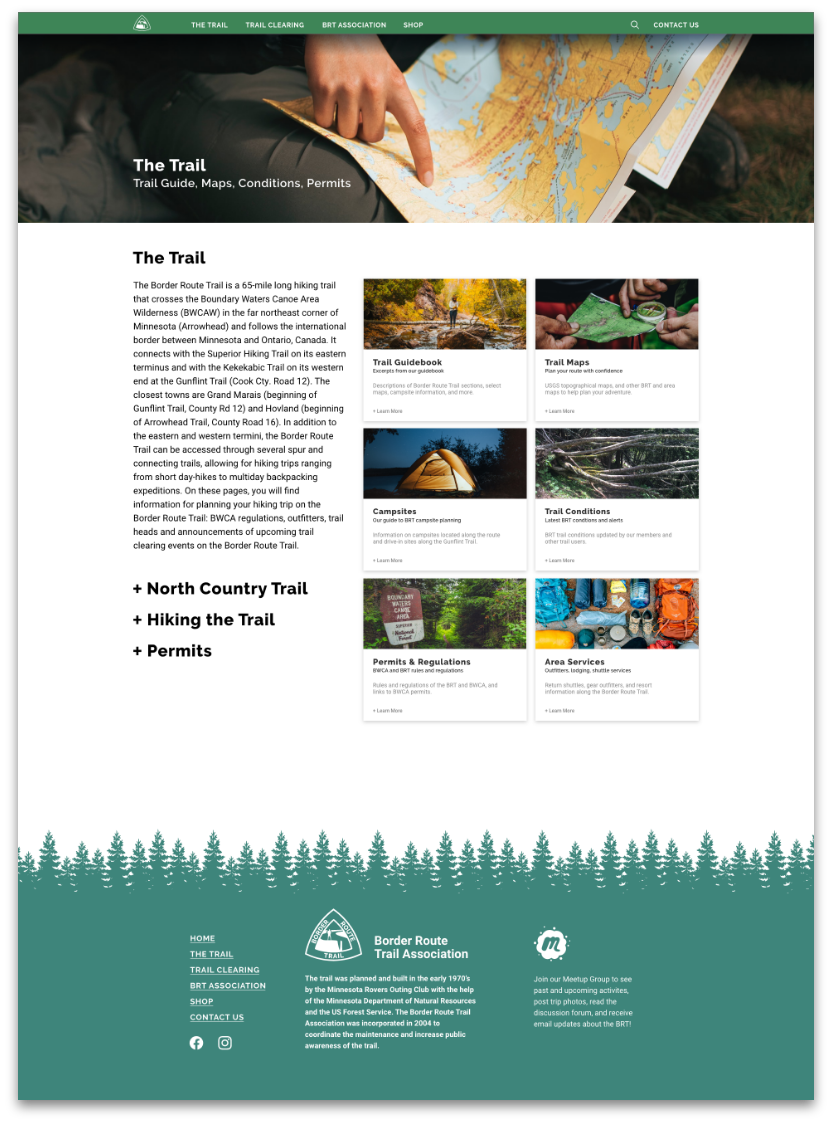 THE TRAIL TRAIL CLEARING BRT ASSOCIATION SHOP CONTACT US
The Trail
Trail Guide, Maps, Conditions, Permits
The Trail
The Border Route Trail is a 65-mile long hiking trail
that crosses the Boundary Waters Canoe Area
Wilderness (BWCAW) in the far northeast corner of
Minnesota (Arrowhead) and follows the international
border between Minnesota and Ontario, Canada. It
connects with the Superior Hiking Trail on its eastern
terminus and with the Kekekabic Trail on its western
end at the Gunflint Trail (Cook Cty. Road 12). The
closest towns are Grand Marais (beginning of
Gunflint Trail, County Rd 12) and Hovland (beginning
of Arrowhead Trail, County Road 16). In addition to
the eastern and western termini, the Border Route
Trail can be accessed through several spur and
connecting trails, allowing for hiking trips ranging
from short day-hikes to multiday backpacking
expeditions. On these pages, you will find
information for planning your hiking trip on the
Border Route Trail: BWCA regulations, outfitters, trail
heads and announcements of upcoming trail
clearing events on the Border Route Trail.
+ North Country Trail
+ Hiking the Trail
+ Permits
Trail Guidebook
Excerpts from our guidebook
Descriptions of Border Route Trail sections, select
maps, campsite information, and more.
+ Learn More
Trail Maps
Plan your route with confidence
USGS topographical maps, and other BRT and area
maps to help plan your adventure.
+ Learn More
Campsites
Our guide to BRT campsite planning
Information on campsites located along the route
and drive-in sites along the Gunflint Trail.
+ Learn More
Trail Conditions
Latest BRT conditions and alerts
BRT trail conditions updated by our members and
other trail users.
+ Learn More
BOUNDARY
WATERS
CANOE
AREA
SUPERIOR
National
Forest
Permits & Regulations
BWCA and BRT rules and regulations
Rules and regulations of the BRT and BWCA, and
links to BWCA permits.
+ Learn More
Area Services
Outfitters, lodging, shuttle services
Return shuttles, gear outfitters, and resort
information along the Border Route Trail.
+ Learn More
HOME
THE TRAIL
TRAIL CLEARING
BRT ASSOCIATION
SHOP
CONTACT US
BORDER ROUTE
TRAIL
Border Route
Trail Association
The trail was planned and built in the early 1970's
by the Minnesota Rovers Outing Club with the help
of the Minnesota Department of Natural Resources
and the US Forest Service. The Border Route Trail
Association was incorporated in 2004 to
coordinate the maintenance and increase public
awareness of the trail.
m
Join our Meetup Group to see
past and upcoming activites,
post trip photos, read the
discussion forum, and receive
email updates about the BRT!